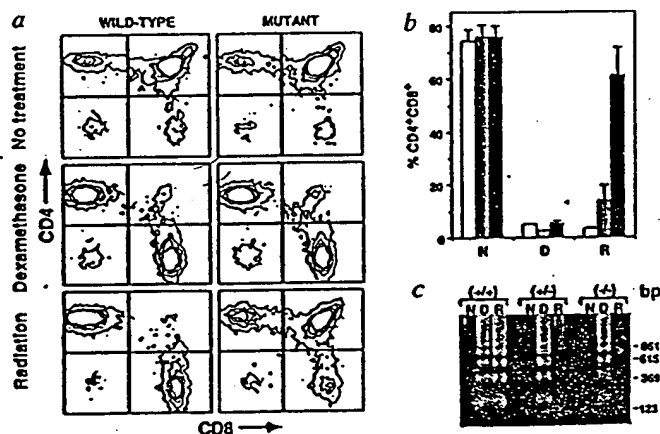 a
WILD-TYPE
MUTANT
No treatment
Dexamethasone
Radiation
CD4
CD8
b
% CD4+CD8+
80
60
40
20
0
N
D
R
c
(+/+) (+/-) (-/-) bp
N D R N D R N D R
615
369
123